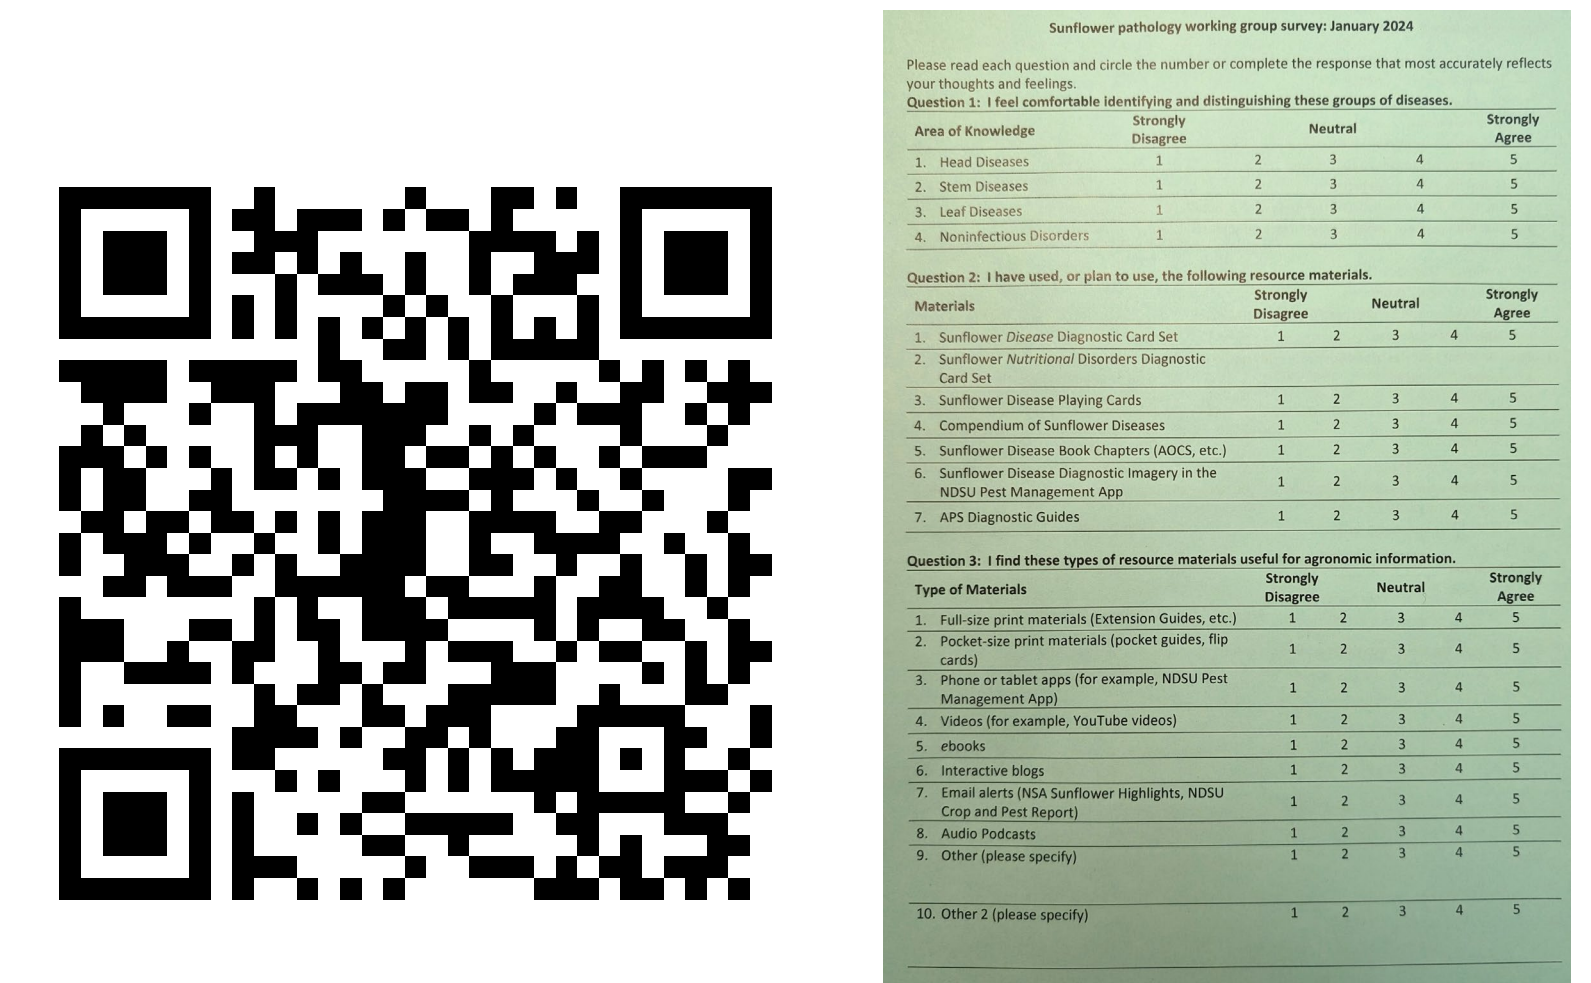 Sunflower pathology working group survey: January 2024
Please read each question and circle the number or complete the response that most accurately reflects
your thoughts and feelings.
Question 1: I feel comfortable identifying and distinguishing these groups of diseases.
Area of Knowledge Strongly Disagree Neutral Strongly Agree
1. Head Diseases 1 2 3 4 5
2. Stem Diseases 1 2 3 4 5
3. Leaf Diseases 1 2 3 4 5
4. Noninfectious Disorders 1 2 3 4 5
Question 2: I have used, or plan to use, the following resource materials.
Materials Strongly Disagree Neutral Strongly Agree
1. Sunflower Disease Diagnostic Card Set 1 2 3 4 5
2. Sunflower Nutritional Disorders Diagnostic
Card Set
3. Sunflower Disease Playing Cards 1 2 3 4 5
4. Compendium of Sunflower Diseases 1 2 3 4 5
5. Sunflower Disease Book Chapters (AOCS, etc.) 1 2 3 4 5
6. Sunflower Disease Diagnostic Imagery in the
NDSU Pest Management App 1 2 3 4 5
7. APS Diagnostic Guides 1 2 3 4 5
Question 3: I find these types of resource materials useful for agronomic information.
Type of Materials Strongly Disagree Neutral Strongly Agree
1. Full-size print materials (Extension Guides, etc.) 1 2 3 4 5
2. Pocket-size print materials (pocket guides, flip
cards) 1 2 3 4 5
3. Phone or tablet apps (for example, NDSU Pest
Management App) 1 2 3 4 5
4. Videos (for example, YouTube videos) 1 2 3 4 5
5. ebooks 1 2 3 4 5
6. Interactive blogs 1 2 3 4 5
7. Email alerts (NSA Sunflower Highlights, NDSU
Crop and Pest Report) 1 2 3 4 5
8. Audio Podcasts 1 2 3 4 5
9. Other (please specify) 1 2 3 4 5
10. Other 2 (please specify) 1 2 3 4 5